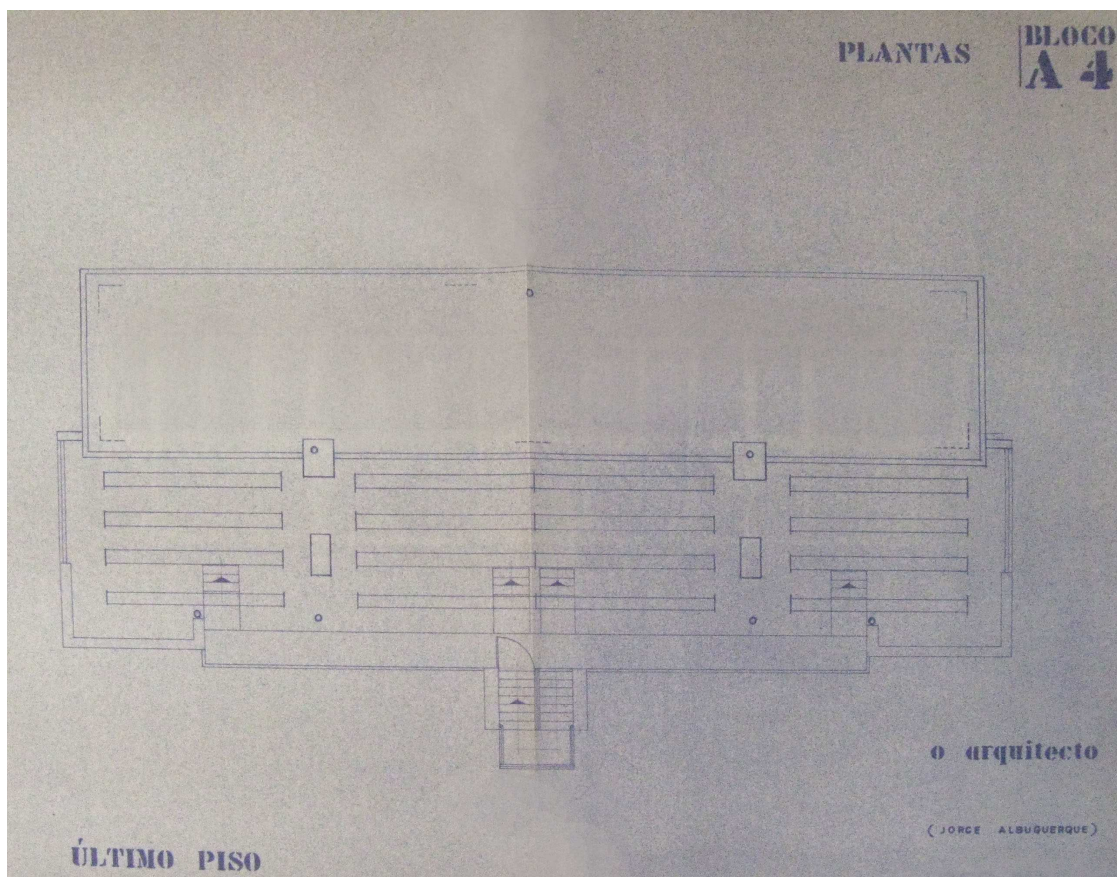 PLANTAS
BLOCO
A 4
o arquitecto
(JORGE ALBUQUERQUE)
ÚLTIMO PISO